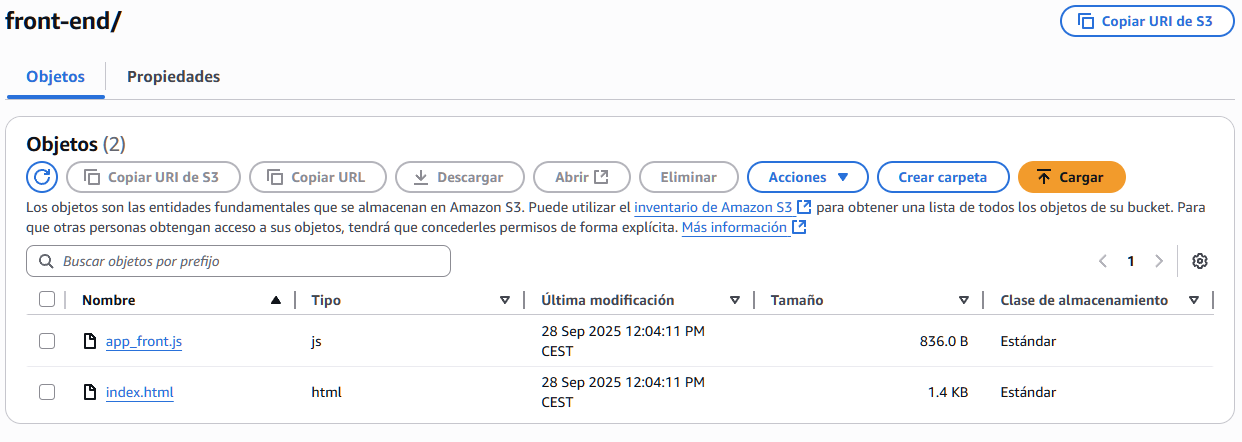 front-end/
Copiar URI de S3
Objetos
Propiedades
Objetos (2)
Copiar URI de S3
Copiar URL
Descargar
Abrir
Eliminar
Acciones
Crear carpeta
Cargar
Los objetos son las entidades fundamentales que se almacenan en Amazon S3. Puede utilizar el inventario de Amazon S3 para obtener una lista de todos los objetos de su bucket. Para
que otras personas obtengan acceso a sus objetos, tendrá que concederles permisos de forma explícita. Más información
Buscar objetos por prefijo
1
Nombre
Tipo
Última modificación
Tamaño
Clase de almacenamiento
app_front.js
js
28 Sep 2025 12:04:11 PM
CEST
836.0 B
Estándar
index.html
html
28 Sep 2025 12:04:11 PM
CEST
1.4 KB
Estándar